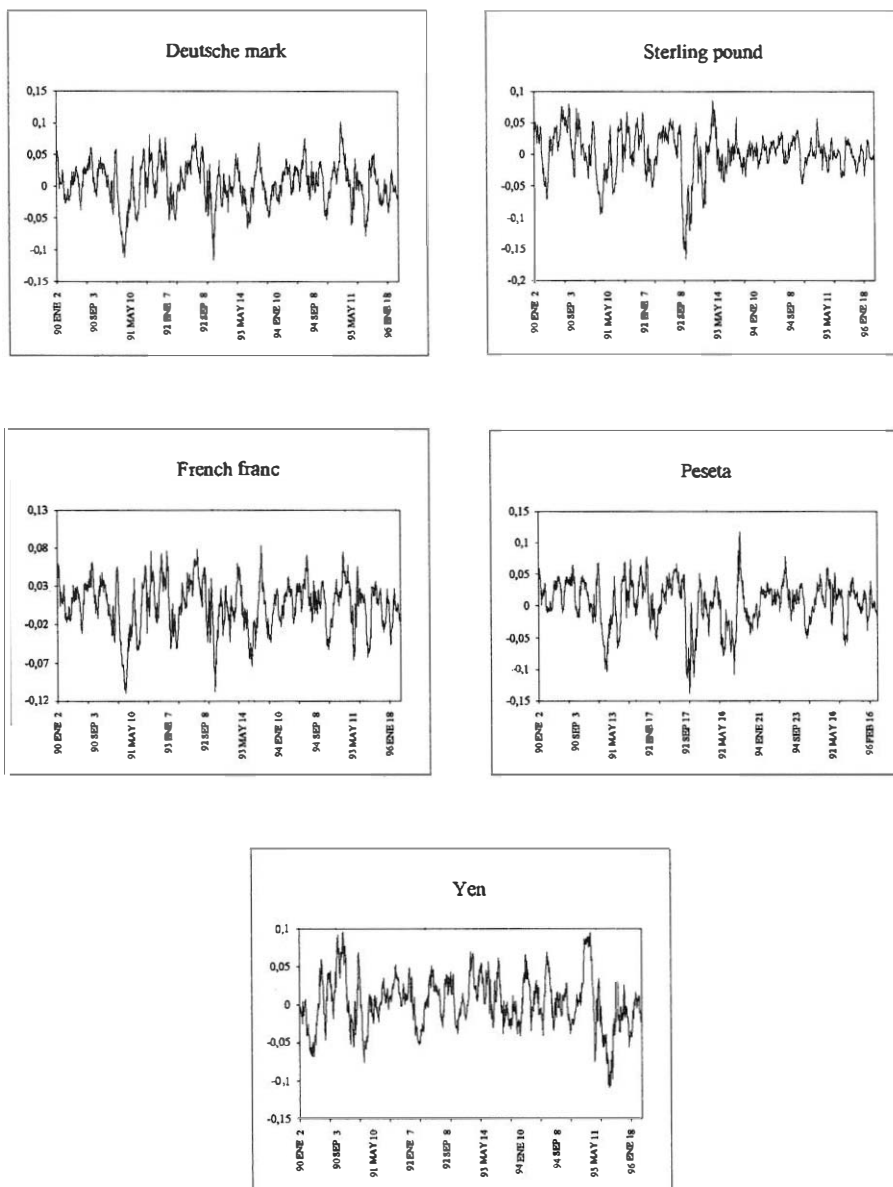 Deutsche mark
0,15
0,1
0,05
0
-0,05
-0,1
-0,15
90 ENE 2
90 SEP 3
91 MAY 10
92 ENE 7
92 SEP 8
93 MAY 14
94 ENE 10
94 SEP 8
95 MAY 11
96 ENE 18
Sterling pound
0,1
0,05
0
-0,05
-0,1
-0,15
-0,2
90 ENE 2
90 SEP 3
91 MAY 10
92 ENE 7
92 SEP 8
93 MAY 14
94 ENE 10
94 SEP 8
93 MAY 11
96 ENE 18
French franc
0,13
0,08
0,03
-0,02
-0,07
-0,12
90 ENE 2
90 SEP 3
91 MAY 10
93 ENE 7
92 SEP 8
93 MAY 14
94 ENE 10
94 SEP 8
95 MAY 11
96 ENE 18
Peseta
0,15
0,1
0,05
0
-0,05
-0,1
-0,15
90 ENE 2
90 SEP 3
91 MAY 13
92 ENE 17
92 SEP 17
92 MAY 16
94 ENE 21
94 SEP 23
92 MAY 16
96 FEB 16
Yen
0,1
0,05
0
-0,05
-0,1
-0,15
90 ENE 2
90 SEP 3
91 MAY 10
92 ENE 7
92 SEP 8
93 MAY 14
94 ENE 10
94 SEP 8
95 MAY 11
96 ENE 18